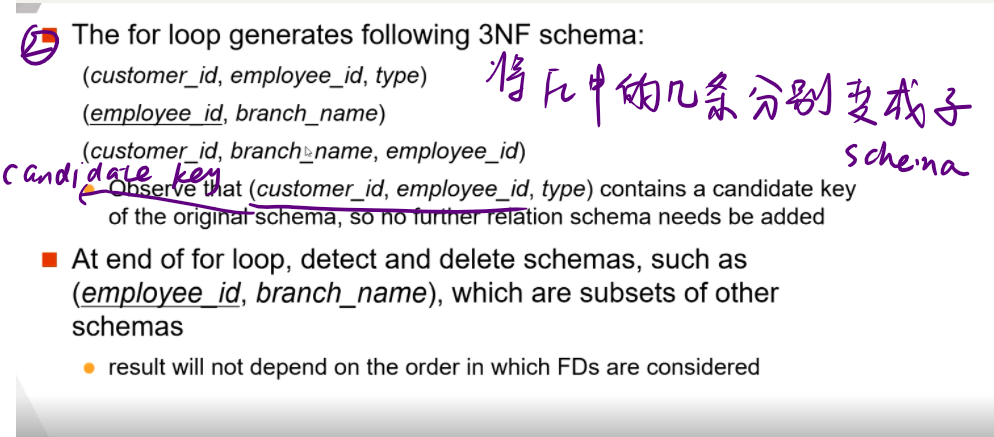 ② The for loop generates following 3NF schema:
(customer_id, employee_id, type)
(employee_id, branch_name)
(customer_id, branch_name, employee_id)
将Fc中的几条分别变成子
schema
candidate key
Observe that (customer_id, employee_id, type) contains a candidate key
of the original schema, so no further relation schema needs be added
At end of for loop, detect and delete schemas, such as
(employee_id, branch_name), which are subsets of other
schemas
result will not depend on the order in which FDs are considered